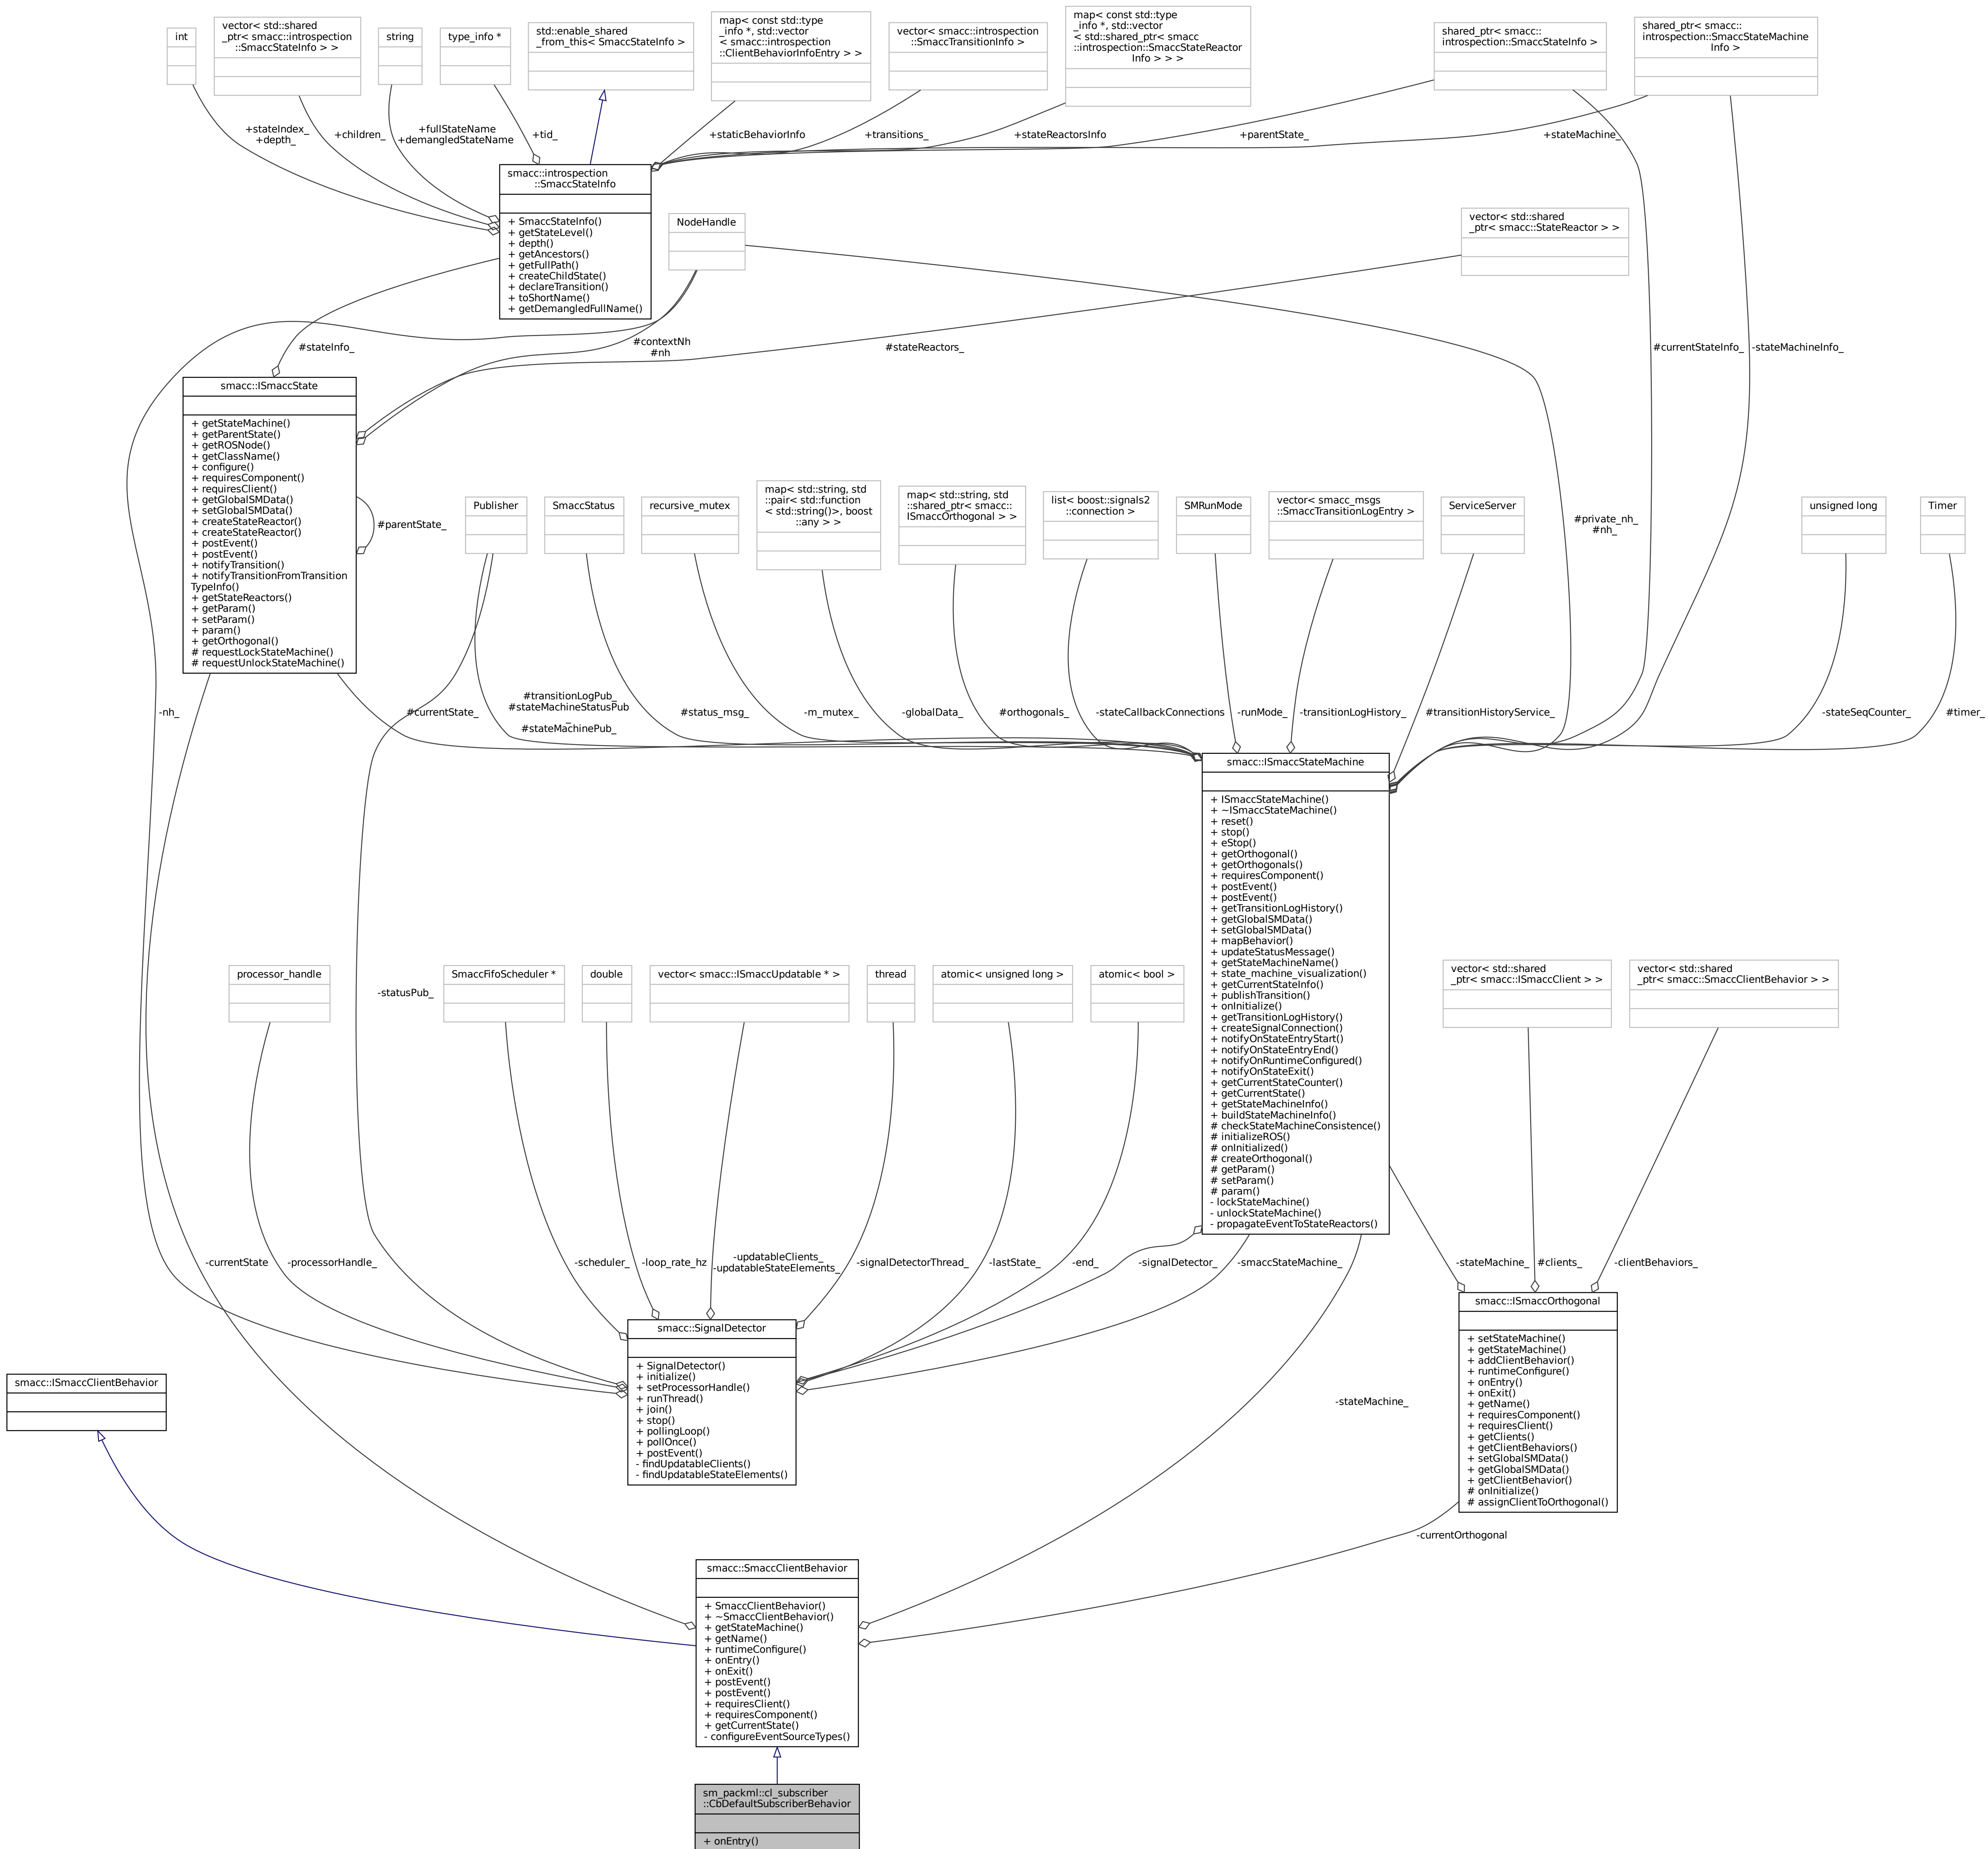 int
vector< std::shared
_ptr< smacc::introspection
::SmaccStateInfo > >
string
type_info *
std::enable_shared
_from_this< SmaccStateInfo >
map< const std::type
_info *, std::vector
< smacc::introspection
::ClientBehaviorInfoEntry > >
vector< smacc::introspection
::SmaccTransitionInfo >
map< const std::type
_info *, std::vector
< std::shared_ptr< smacc
::introspection::SmaccStateReactor
Info > > >
shared_ptr< smacc::
introspection::SmaccStateInfo >
shared_ptr< smacc::
introspection::SmaccStateMachine
Info >
+stateIndex_
+depth_
+children_
+fullStateName
+demangledStateName
+tid_
+staticBehaviorInfo
+transitions_
+stateReactorsInfo
+parentState_
+stateMachine_
smacc::introspection
::SmaccStateInfo
+ SmaccStateInfo()
+ getStateLevel()
+ depth()
+ getAncestors()
+ getFullPath()
+ createChildState()
+ declareTransition()
+ toShortName()
+ getDemangledFullName()
NodeHandle
vector< std::shared
_ptr< smacc::StateReactor > >
#stateInfo_
#contextNh
#nh
#stateReactors_
#currentStateInfo_
-stateMachineInfo_
smacc::ISmaccState
+ getStateMachine()
+ getParentState()
+ getROSNode()
+ getClassName()
+ configure()
+ requiresComponent()
+ requiresClient()
+ getGlobalSMData()
+ setGlobalSMData()
+ createStateReactor()
+ createStateReactor()
+ postEvent()
+ postEvent()
+ notifyTransition()
+ notifyTransitionFromTransition
TypeInfo()
+ getStateReactors()
+ getParam()
+ setParam()
+ param()
+ getOrthogonal()
# requestLockStateMachine()
# requestUnlockStateMachine()
#parentState_
Publisher
SmaccStatus
recursive_mutex
map< std::string, std
::pair< std::function
< std::string()>, boost
::any > >
map< std::string, std
::shared_ptr< smacc::
ISmaccOrthogonal > >
list< boost::signals2
::connection >
SMRunMode
vector< smacc_msgs
::SmaccTransitionLogEntry >
ServiceServer
#private_nh_
#nh_
unsigned long
Timer
-nh_
#currentState_
#transitionLogPub_
#stateMachineStatusPub
_
#stateMachinePub_
#status_msg_
-m_mutex_
-globalData_
#orthogonals_
-stateCallbackConnections
-runMode_
-transitionLogHistory_
#transitionHistoryService_
-stateSeqCounter_
#timer_
smacc::ISmaccStateMachine
+ ISmaccStateMachine()
+ ~ISmaccStateMachine()
+ reset()
+ stop()
+ eStop()
+ getOrthogonal()
+ getOrthogonals()
+ requiresComponent()
+ postEvent()
+ postEvent()
+ getTransitionLogHistory()
+ getGlobalSMData()
+ setGlobalSMData()
+ mapBehavior()
+ updateStatusMessage()
+ getStateMachineName()
+ state_machine_visualization()
+ getCurrentStateInfo()
+ publishTransition()
+ onInitialize()
+ getTransitionLogHistory()
+ createSignalConnection()
+ notifyOnStateEntryStart()
+ notifyOnStateEntryEnd()
+ notifyOnRuntimeConfigured()
+ notifyOnStateExit()
+ getCurrentStateCounter()
+ getCurrentState()
+ getStateMachineInfo()
+ buildStateMachineInfo()
# checkStateMachineConsistence()
# initializeROS()
# onInitialized()
# createOrthogonal()
# getParam()
# setParam()
# param()
- lockStateMachine()
- unlockStateMachine()
- propagateEventToStateReactors()
processor_handle
-statusPub_
SmaccFifoScheduler *
double
vector< smacc::ISmaccUpdatable * >
thread
atomic< unsigned long >
atomic< bool >
vector< std::shared
_ptr< smacc::ISmaccClient > >
vector< std::shared
_ptr< smacc::SmaccClientBehavior > >
-currentState
-processorHandle_
-scheduler_
-loop_rate_hz
-updatableClients_
-updatableStateElements_
-signalDetectorThread_
-lastState_
-end_
-signalDetector_
-smaccStateMachine_
-stateMachine_
#clients_
-clientBehaviors_
smacc::SignalDetector
+ SignalDetector()
+ initialize()
+ setProcessorHandle()
+ runThread()
+ join()
+ stop()
+ pollingLoop()
+ pollOnce()
+ postEvent()
- findUpdatableClients()
- findUpdatableStateElements()
smacc::ISmaccOrthogonal
+ setStateMachine()
+ getStateMachine()
+ addClientBehavior()
+ runtimeConfigure()
+ onEntry()
+ onExit()
+ getName()
+ requiresComponent()
+ requiresClient()
+ getClients()
+ getClientBehaviors()
+ setGlobalSMData()
+ getGlobalSMData()
+ getClientBehavior()
# onInitialize()
# assignClientToOrthogonal()
smacc::ISmaccClientBehavior
-stateMachine_
-currentOrthogonal
smacc::SmaccClientBehavior
+ SmaccClientBehavior()
+ ~SmaccClientBehavior()
+ getStateMachine()
+ getName()
+ runtimeConfigure()
+ onEntry()
+ onExit()
+ postEvent()
+ postEvent()
+ requiresClient()
+ requiresComponent()
+ getCurrentState()
- configureEventSourceTypes()
sm_packml::cl_subscriber
::CbDefaultSubscriberBehavior
+ onEntry()